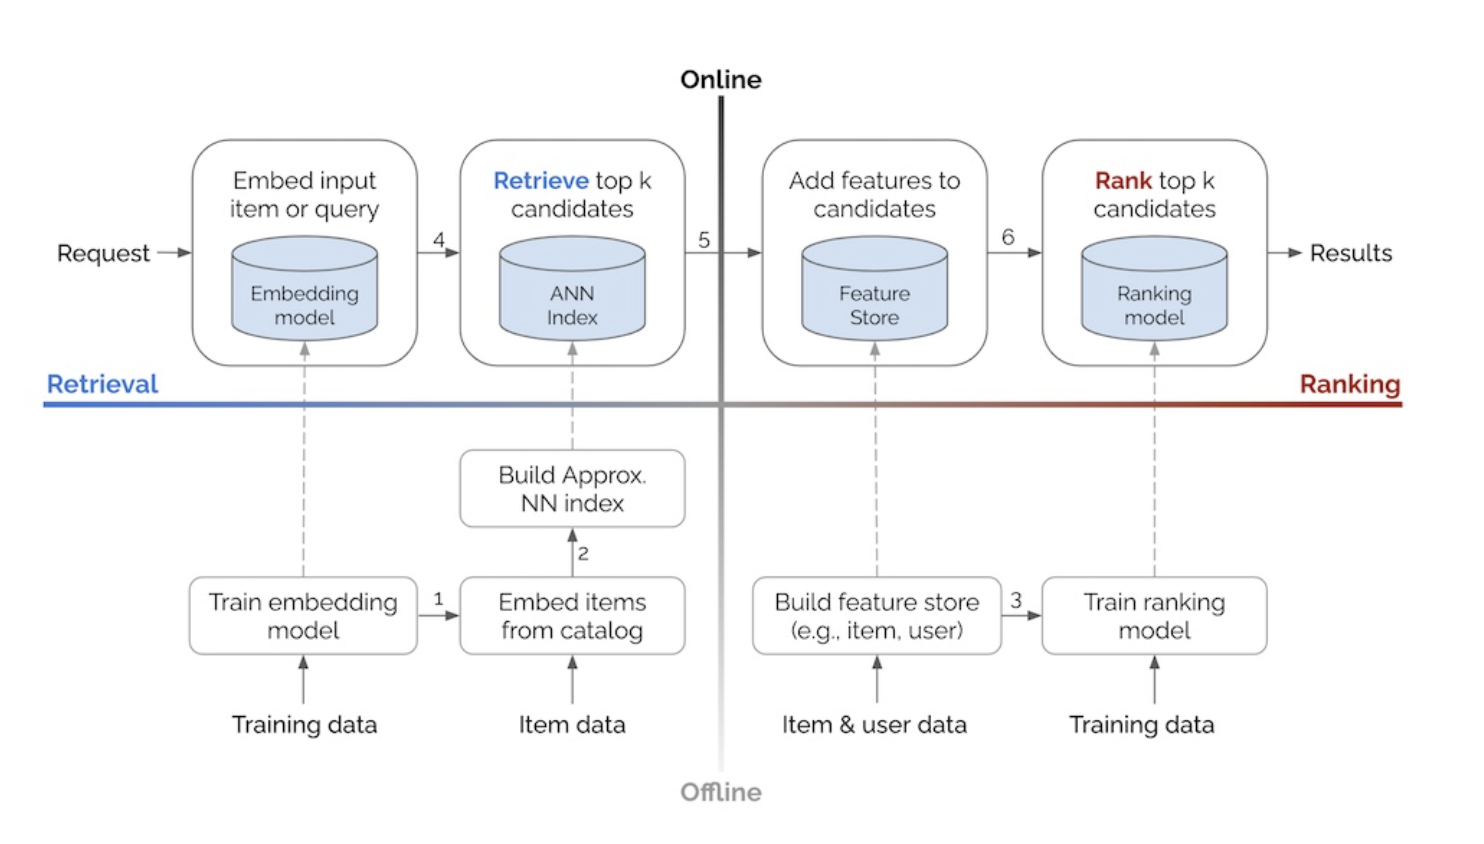 Online
Embed input
item or query
Embedding
model
Retrieve top k
candidates
ANN
Index
Add features to
candidates
Feature
Store
Rank top k
candidates
Ranking
model
Request
4
5
6
Results
Retrieval
Ranking
Build Approx.
NN index
2
Train embedding
model
1
Embed items
from catalog
Build feature store
(e.g., item, user)
3
Train ranking
model
Training data
Item data
Item & user data
Training data
Offline